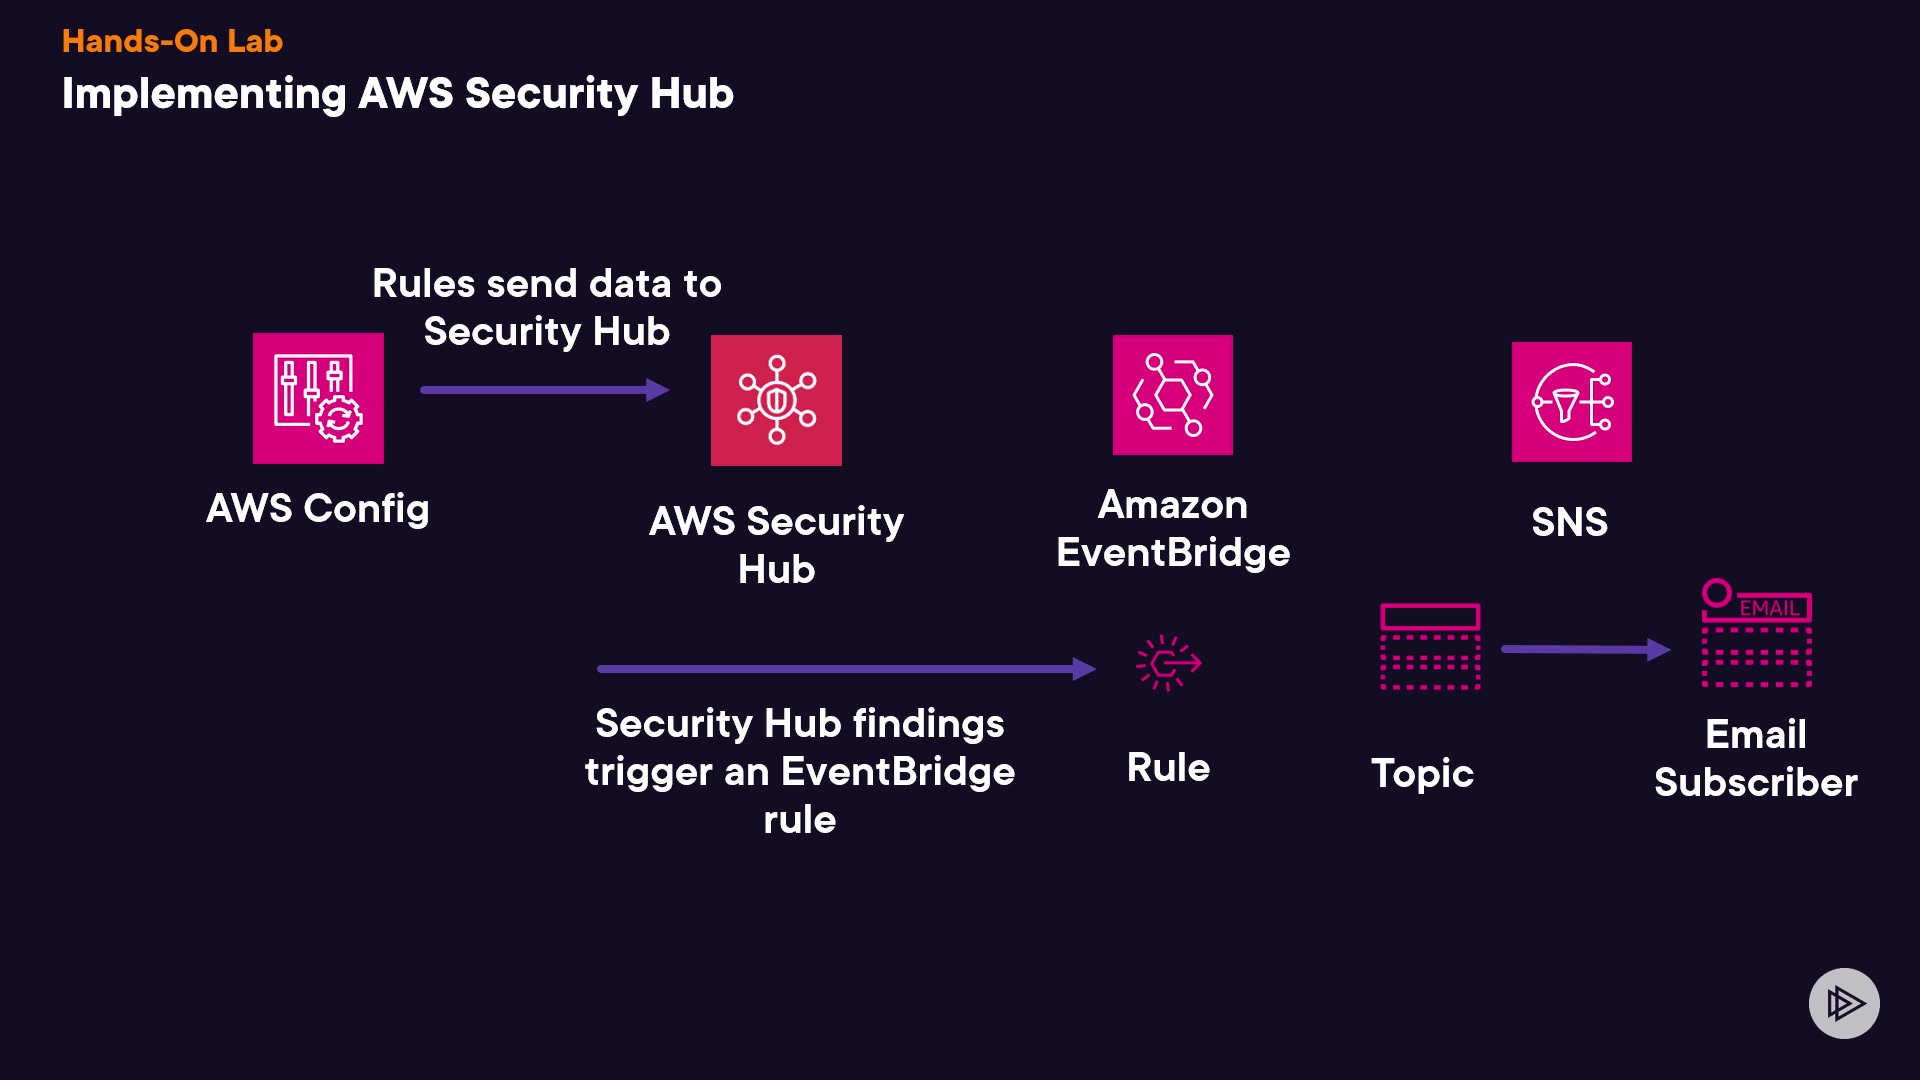 Hands-On Lab
Implementing AWS Security Hub
Rules send data to
Security Hub
AWS Config
AWS Security
Hub
Amazon
EventBridge
SNS
EMAIL
Security Hub findings
trigger an EventBridge
rule
Rule
Topic
Email
Subscriber